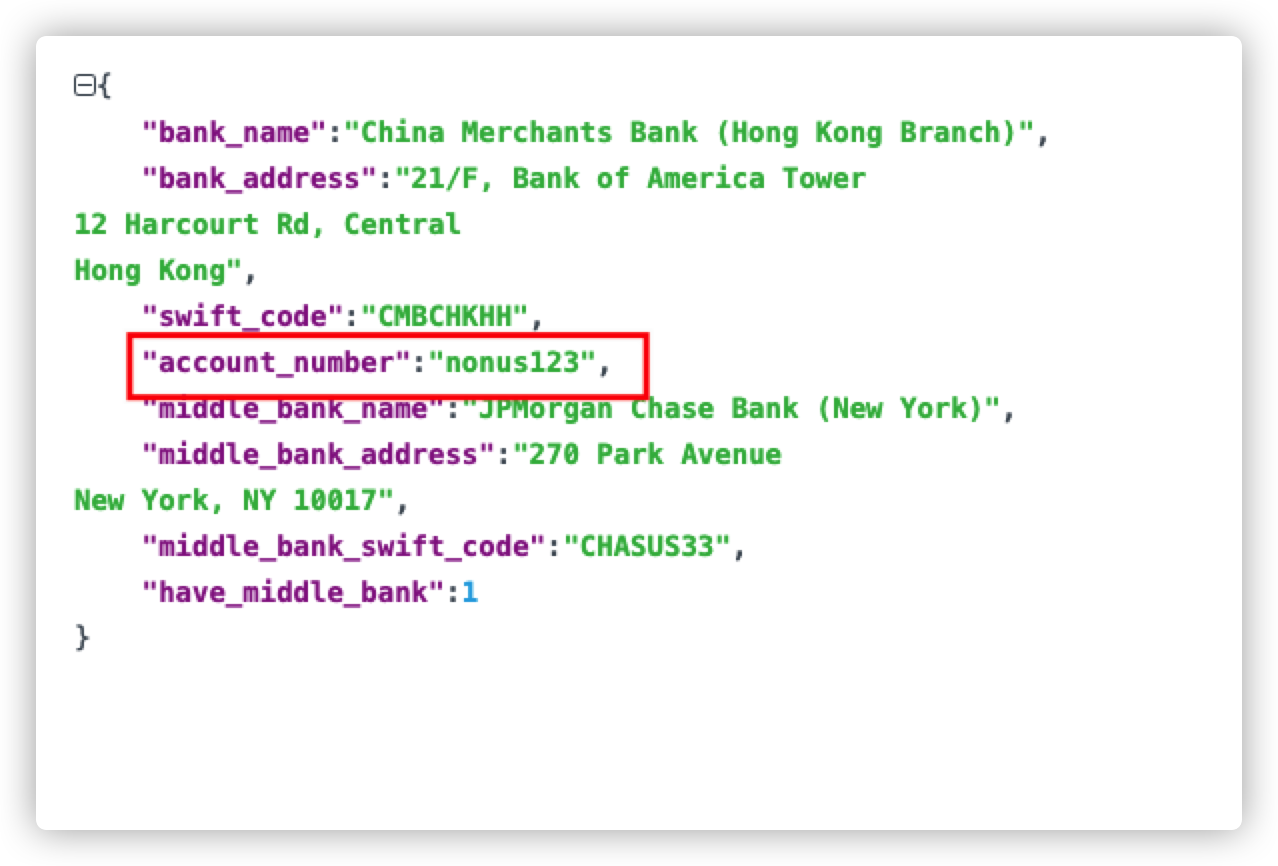 {
"bank_name":"China Merchants Bank (Hong Kong Branch)",
"bank_address":"21/F, Bank of America Tower
12 Harcourt Rd, Central
Hong Kong",
"swift_code":"CMBCHKHH",
"account_number":"nonus123",
"middle_bank_name":"JPMorgan Chase Bank (New York)",
"middle_bank_address":"270 Park Avenue
New York, NY 10017",
"middle_bank_swift_code":"CHASUS33",
"have_middle_bank":1
}